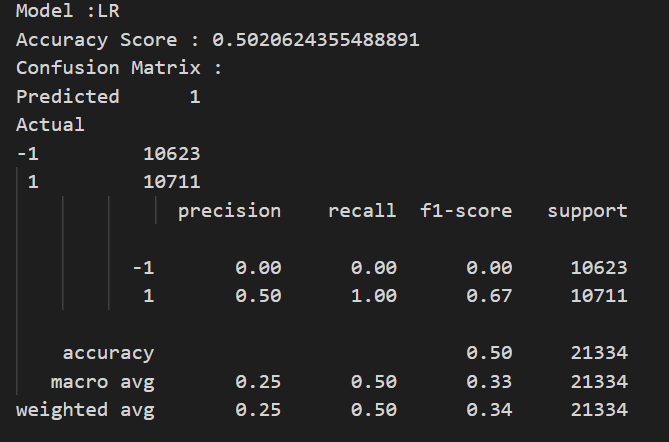 Model :LR
Accuracy Score : 0.5020624355488891
Confusion Matrix :
Predicted      1
Actual
-1         10623
 1         10711
              precision    recall  f1-score   support

          -1       0.00      0.00      0.00     10623
           1       0.50      1.00      0.67     10711

    accuracy                           0.50     21334
   macro avg       0.25      0.50      0.33     21334
weighted avg       0.25      0.50      0.34     21334